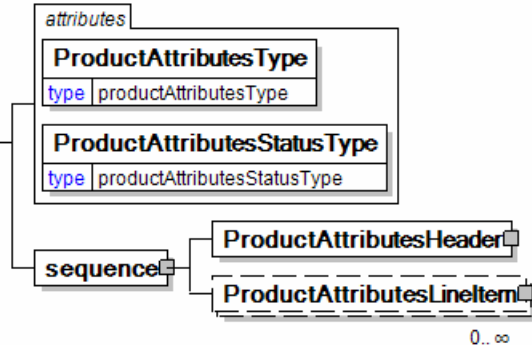 attributes
ProductAttributesType
type productAttributesType
ProductAttributesStatusType
type productAttributesStatusType
ProductAttributesHeader
sequence
ProductAttributesLineItem
0.. ∞